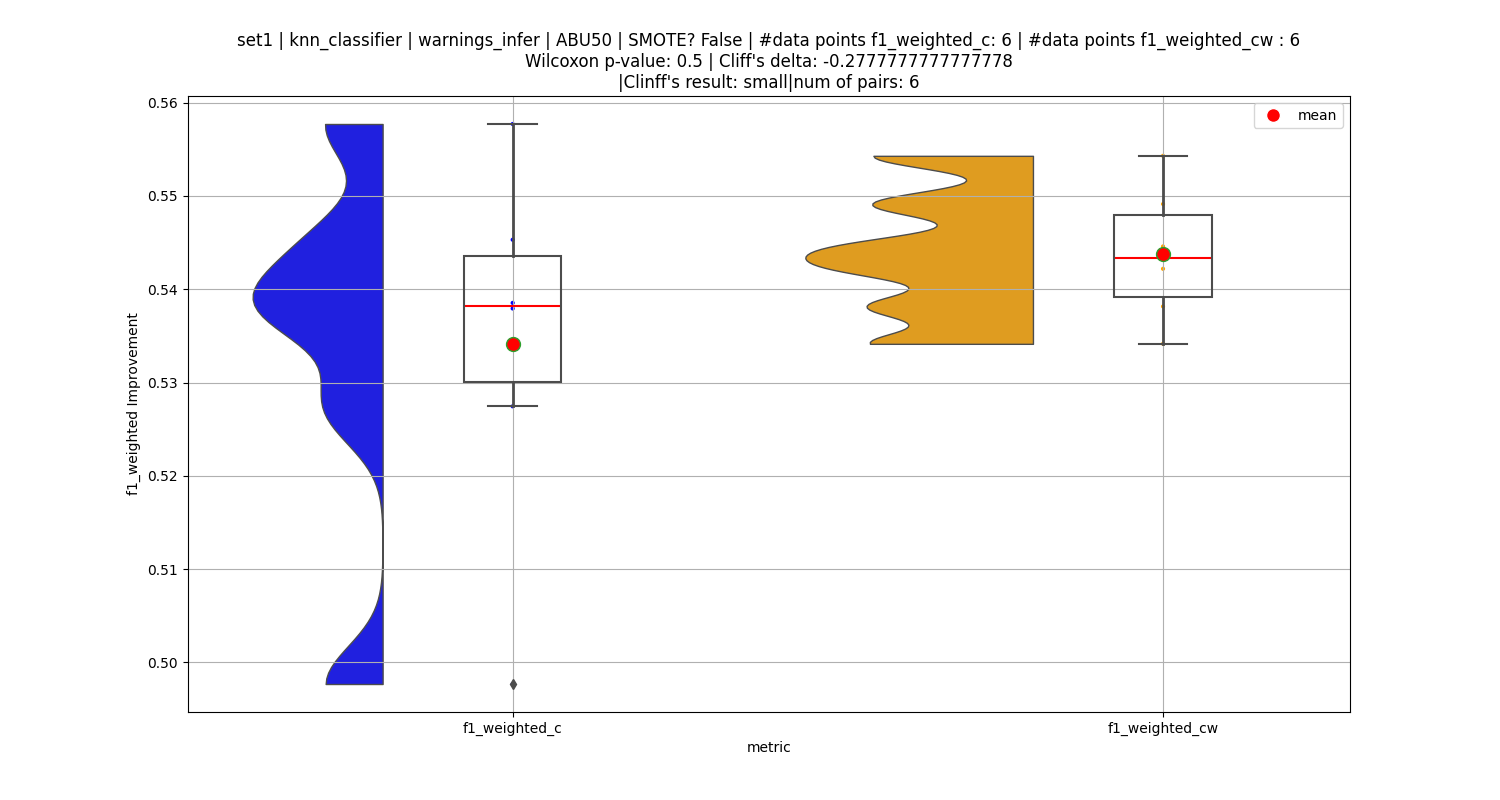 set1 | knn_classifier | warnings_infer | ABU50 | SMOTE? False | #data points f1_weighted_c: 6 | #data points f1_weighted_cw : 6
Wilcoxon p-value: 0.5 | Cliff's delta: -0.2777777777777778
|Clinff's result: small|num of pairs: 6
mean
0.56
0.55
0.54
0.53
0.52
0.51
0.50
f1_weighted Improvement
f1_weighted_c
f1_weighted_cw
metric